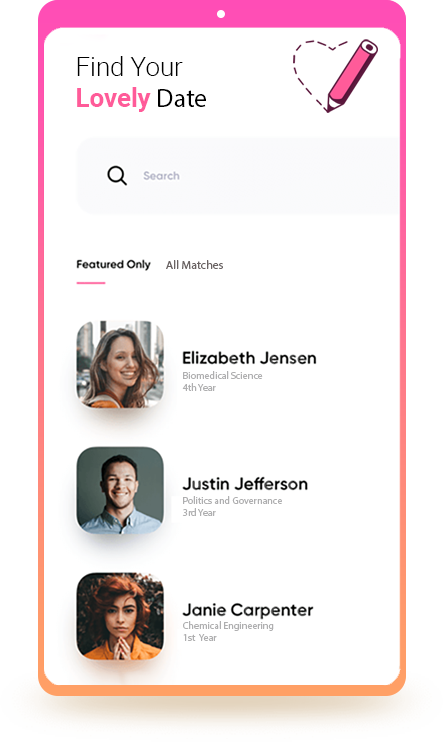 Find Your
Lovely Date
Search
Featured Only All Matches
Elizabeth Jensen
Biomedical Science
4th Year
Justin Jefferson
Politics and Governance
3rd Year
Janie Carpenter
Chemical Engineering
1st Year